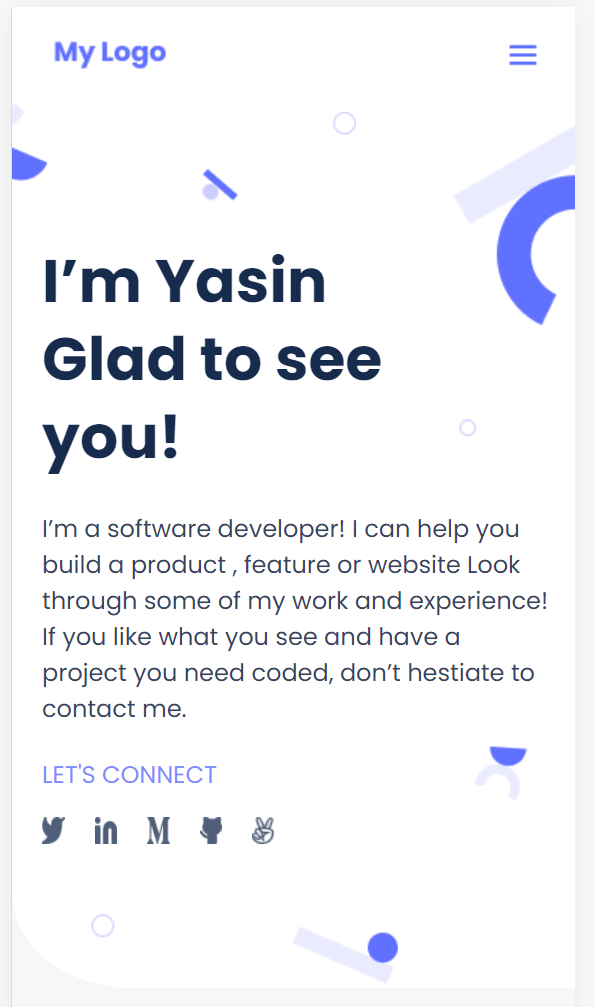 My Logo
I’m Yasin
Glad to see
you!
I’m a software developer! I can help you
build a product , feature or website Look
through some of my work and experience!
If you like what you see and have a
project you need coded, don’t hestiate to
contact me.
LET'S CONNECT